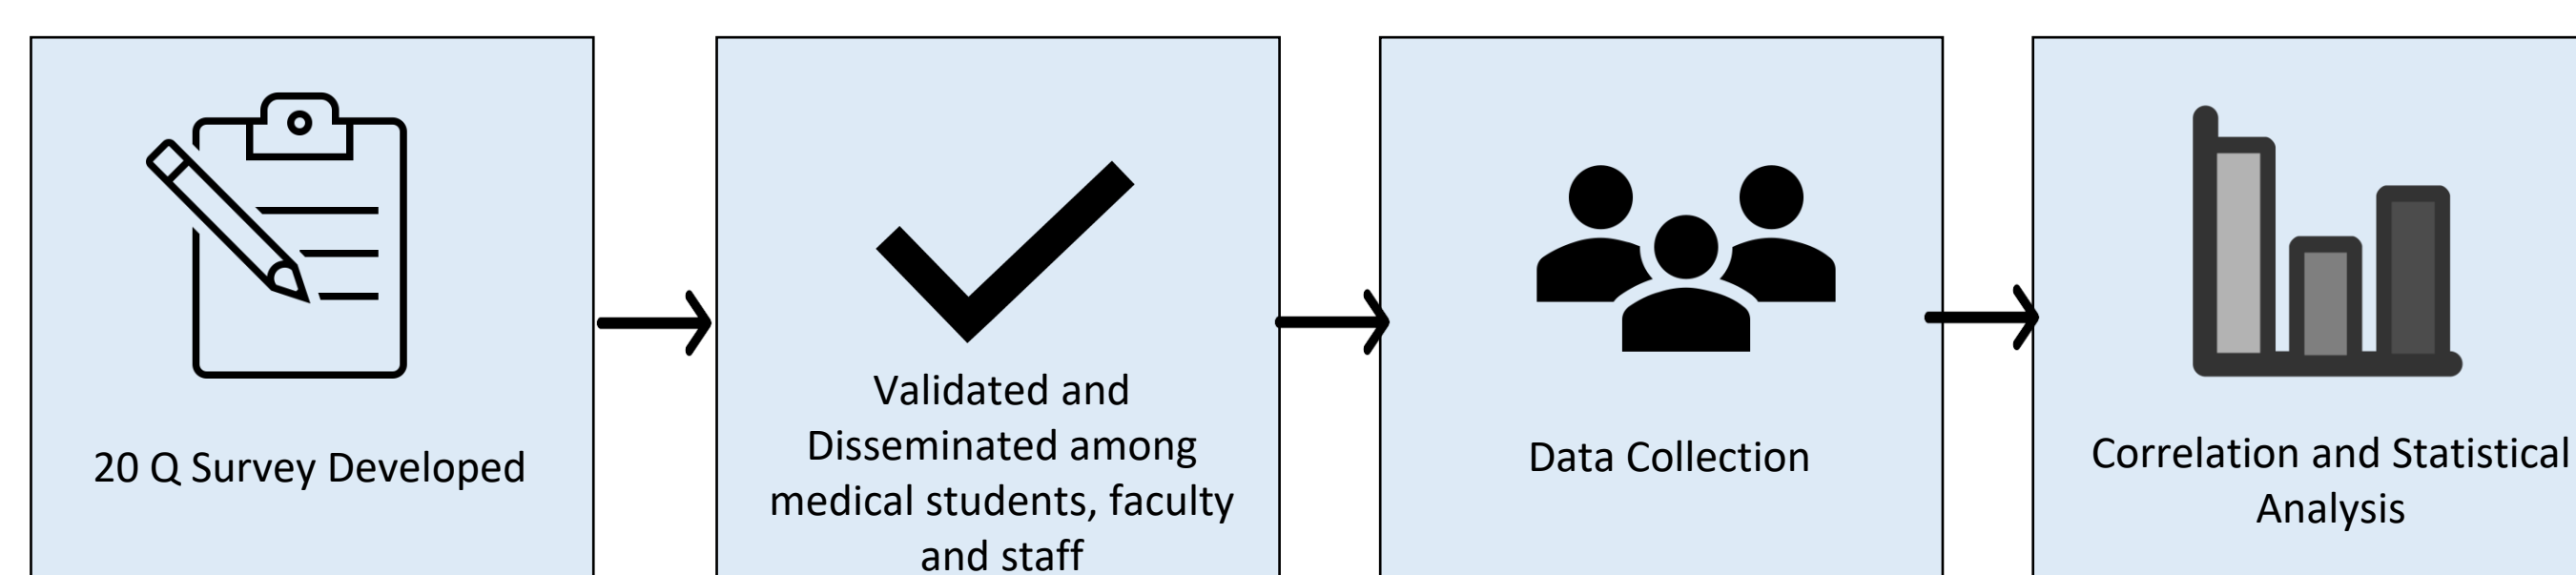 20 Q Survey Developed
Validated and
Disseminated among
medical students, faculty
and staff
Data Collection
Correlation and Statistical
Analysis